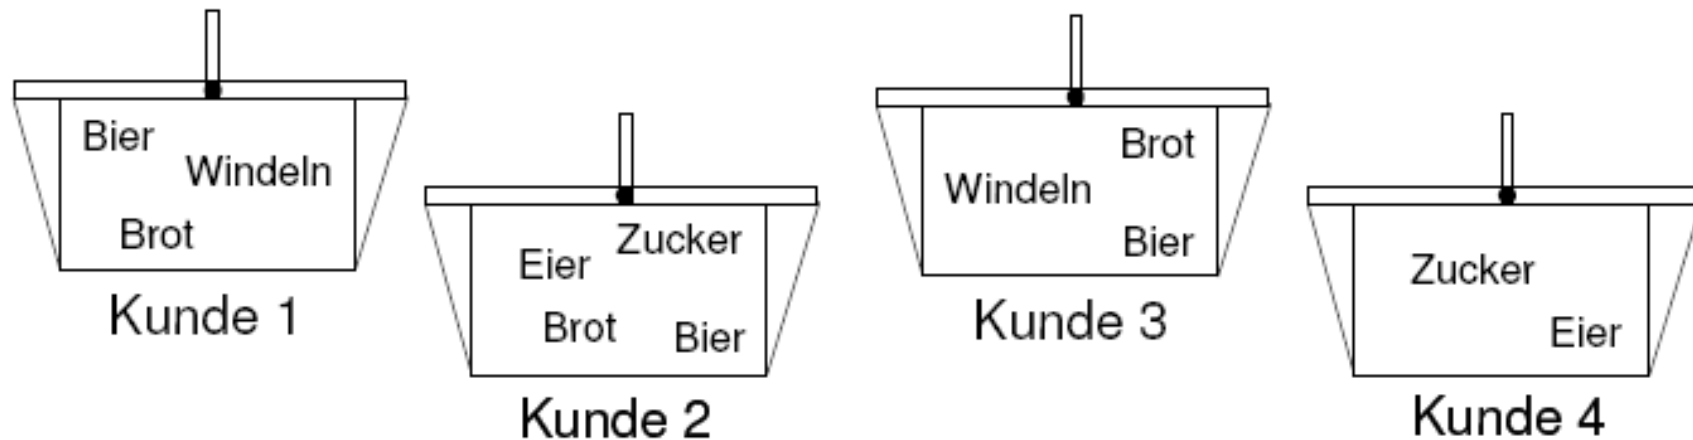 Bier
Windeln
Brot
Kunde 1
Zucker
Eier
Brot
Bier
Kunde 2
Brot
Windeln
Bier
Kunde 3
Zucker
Eier
Kunde 4